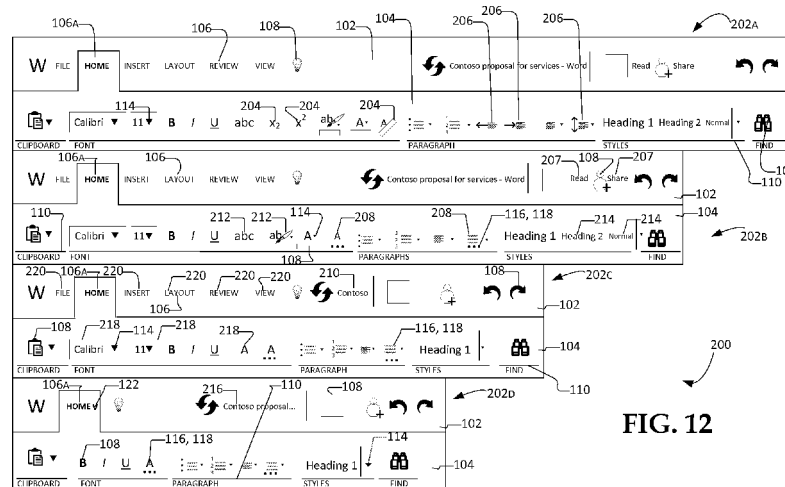 106A 106 108 102 104 206 206 206 202A
W FILE HOME INSERT LAYOUT REVIEW VIEW Contoso proposal for services - Word Read Share
114 204 204 204
Calibri 11 B I U abc X₂ X² ab A A Heading 1 Heading 2 Normal
CLIPBOARD FONT PARAGRAPH STYLES FIND
106A 106 207 108 207 110
W FILE HOME INSERT LAYOUT REVIEW VIEW Contoso proposal for services - Word Read Share
102
110 212 212 114 208 208 116, 118 214 214 104
Calibri 11 B I U abc ab A A Heading 1 Heading 2 Normal 202B
CLIPBOARD FONT 108 PARAGRAPHS STYLES FIND
220 106A 220 220 220 220 210 108 202C
W FILE HOME INSERT LAYOUT REVIEW VIEW Contoso
106 102
108 218 114 218 218 116, 118
Calibri 11 B I U A A Heading 1 104
CLIPBOARD FONT PARAGRAPH STYLES FIND
110 200
106A 122 216 110 108 202D
W HOME Contoso proposal...
102
108 116, 118 114
B I U A Heading 1 104
CLIPBOARD FONT PARAGRAPH STYLES FIND
FIG. 12